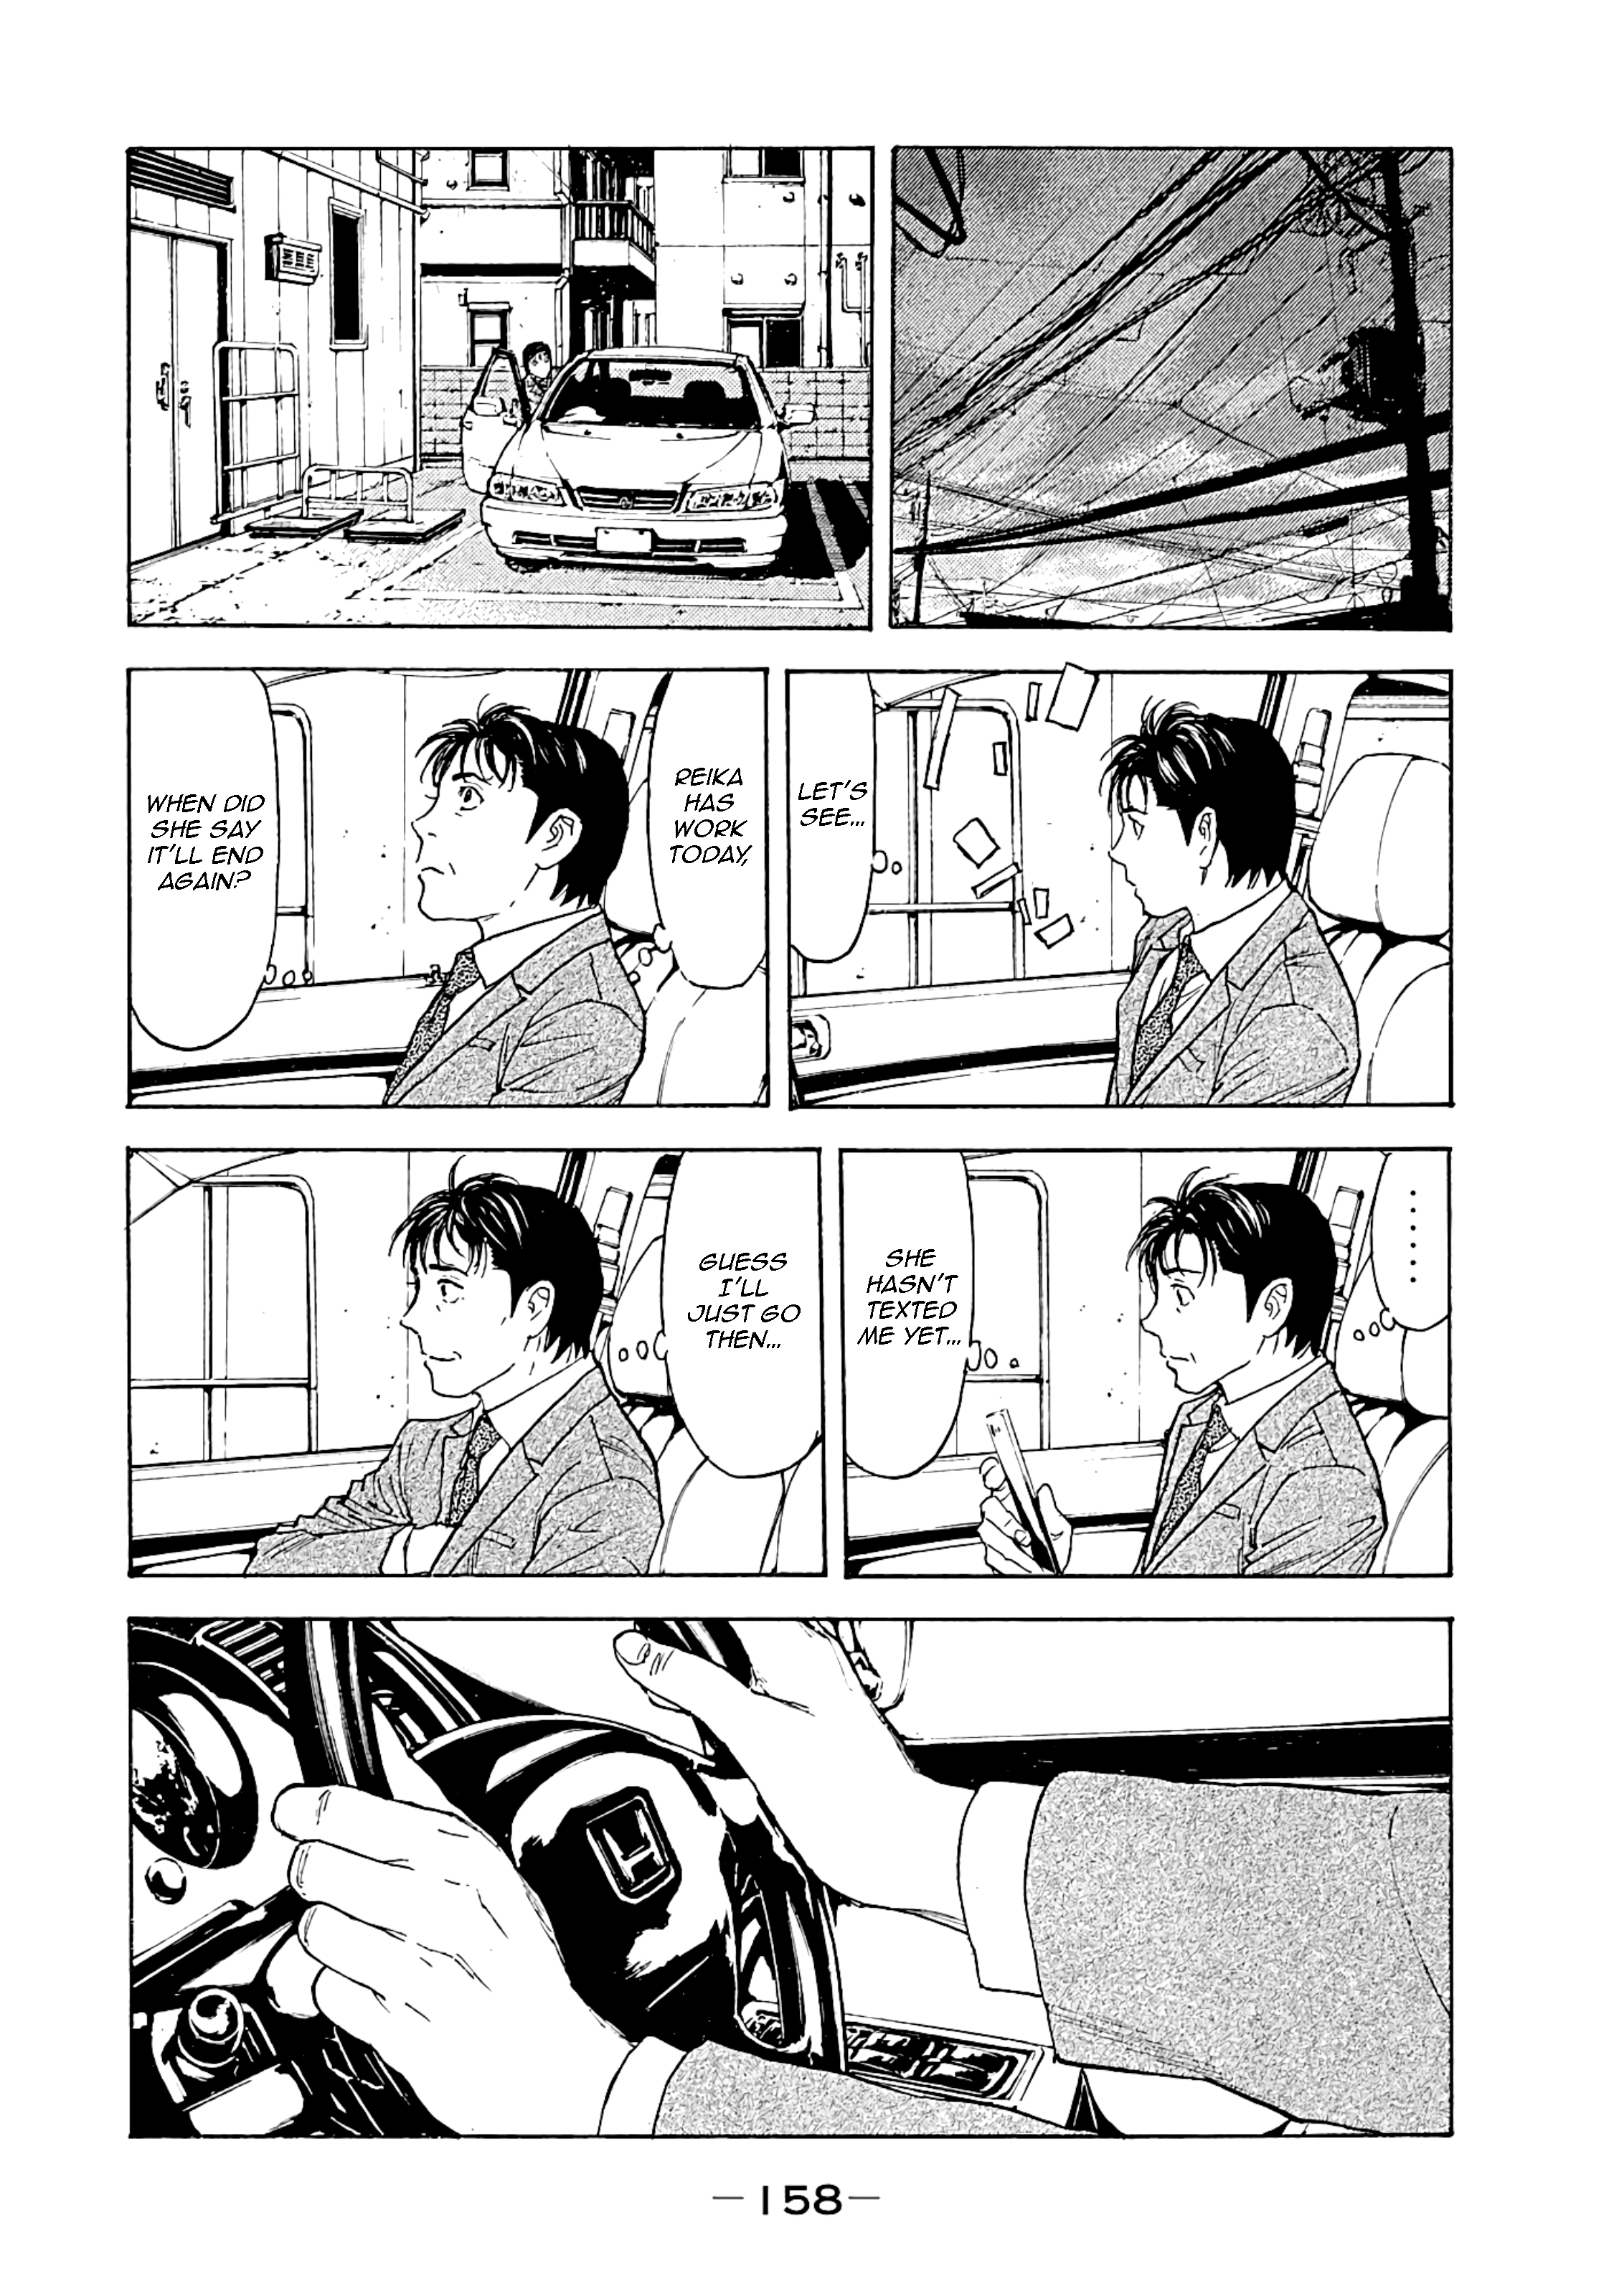 LET'S
SEE...
REIKA
HAS
WORK
TODAY,
WHEN DID
SHE SAY
IT'LL END
AGAIN?
......
SHE
HASN'T
TEXTED
ME YET...
GUESS
I'LL
JUST GO
THEN...
H
—158—